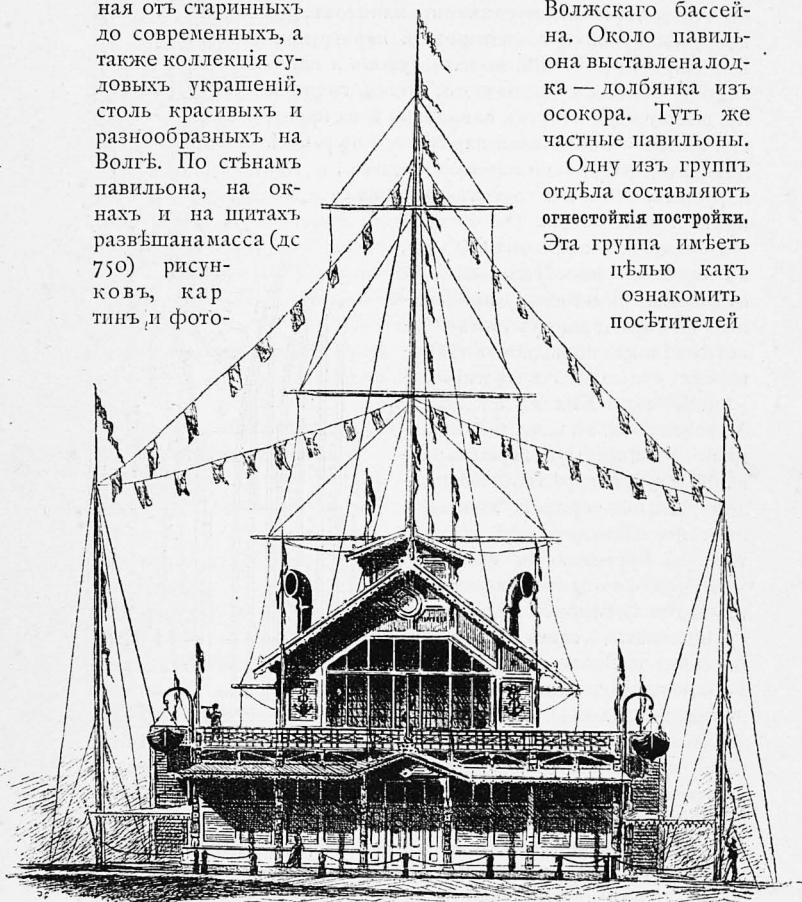 ная отъ старинныхъ
до современныхъ, а
также коллекція су-
довыхъ украшеній,
столь красивыхъ и
разнообразныхъ на
Волгѣ. По стѣнамъ
павильона, на ок-
нахъ и на щитахъ
развѣшана масса (дс
750) рисун-
ковъ, кар
тинъ и фото-
Волжскаго бассей-
на. Около павиль-
она выставлена лод-
ка — долбянка изъ
осокора. Тутъ же
частные павильоны.
Одну изъ группъ
отдѣла составляютъ
огнестойкія постройки.
Эта группа имѣетъ
цѣлью какъ
ознакомить
посѣтителей